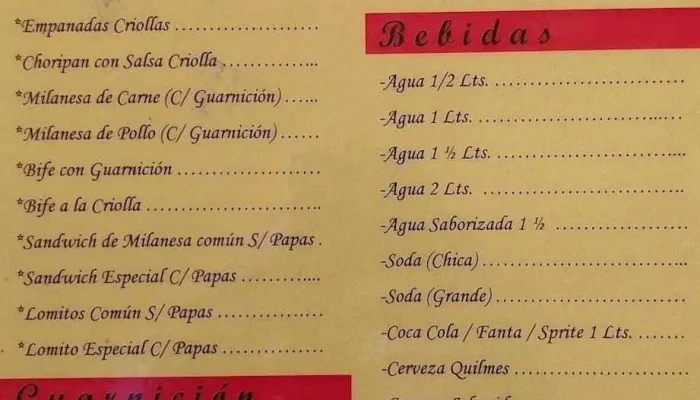 *Empanadas Criollas ....................
*Choripan con Salsa Criolla ..............
*Milanesa de Carne (C/ Guarnición) ......
*Milanesa de Pollo (C/ Guarnición) ......
*Bife con Guarnición ....................
*Bife a la Criolla ........................
*Sandwich de Milanesa común S/ Papas .
*Sandwich Especial C/ Papas ............
*Lomitos Común S/ Papas ...............
*Lomito Especial C/ Papas ...............
Guarnición
Bebidas
-Agua 1/2 Lts. ..........................
-Agua 1 Lts. .............................
-Agua 1 ½ Lts. ..........................
-Agua 2 Lts. ...........................
-Agua Saborizada 1 ½ ..................
-Soda (Chica) ............................
-Soda (Grande) ..........................
-Coca Cola / Fanta / Sprite 1 Lts. .......
-Cerveza Quilmes .......................